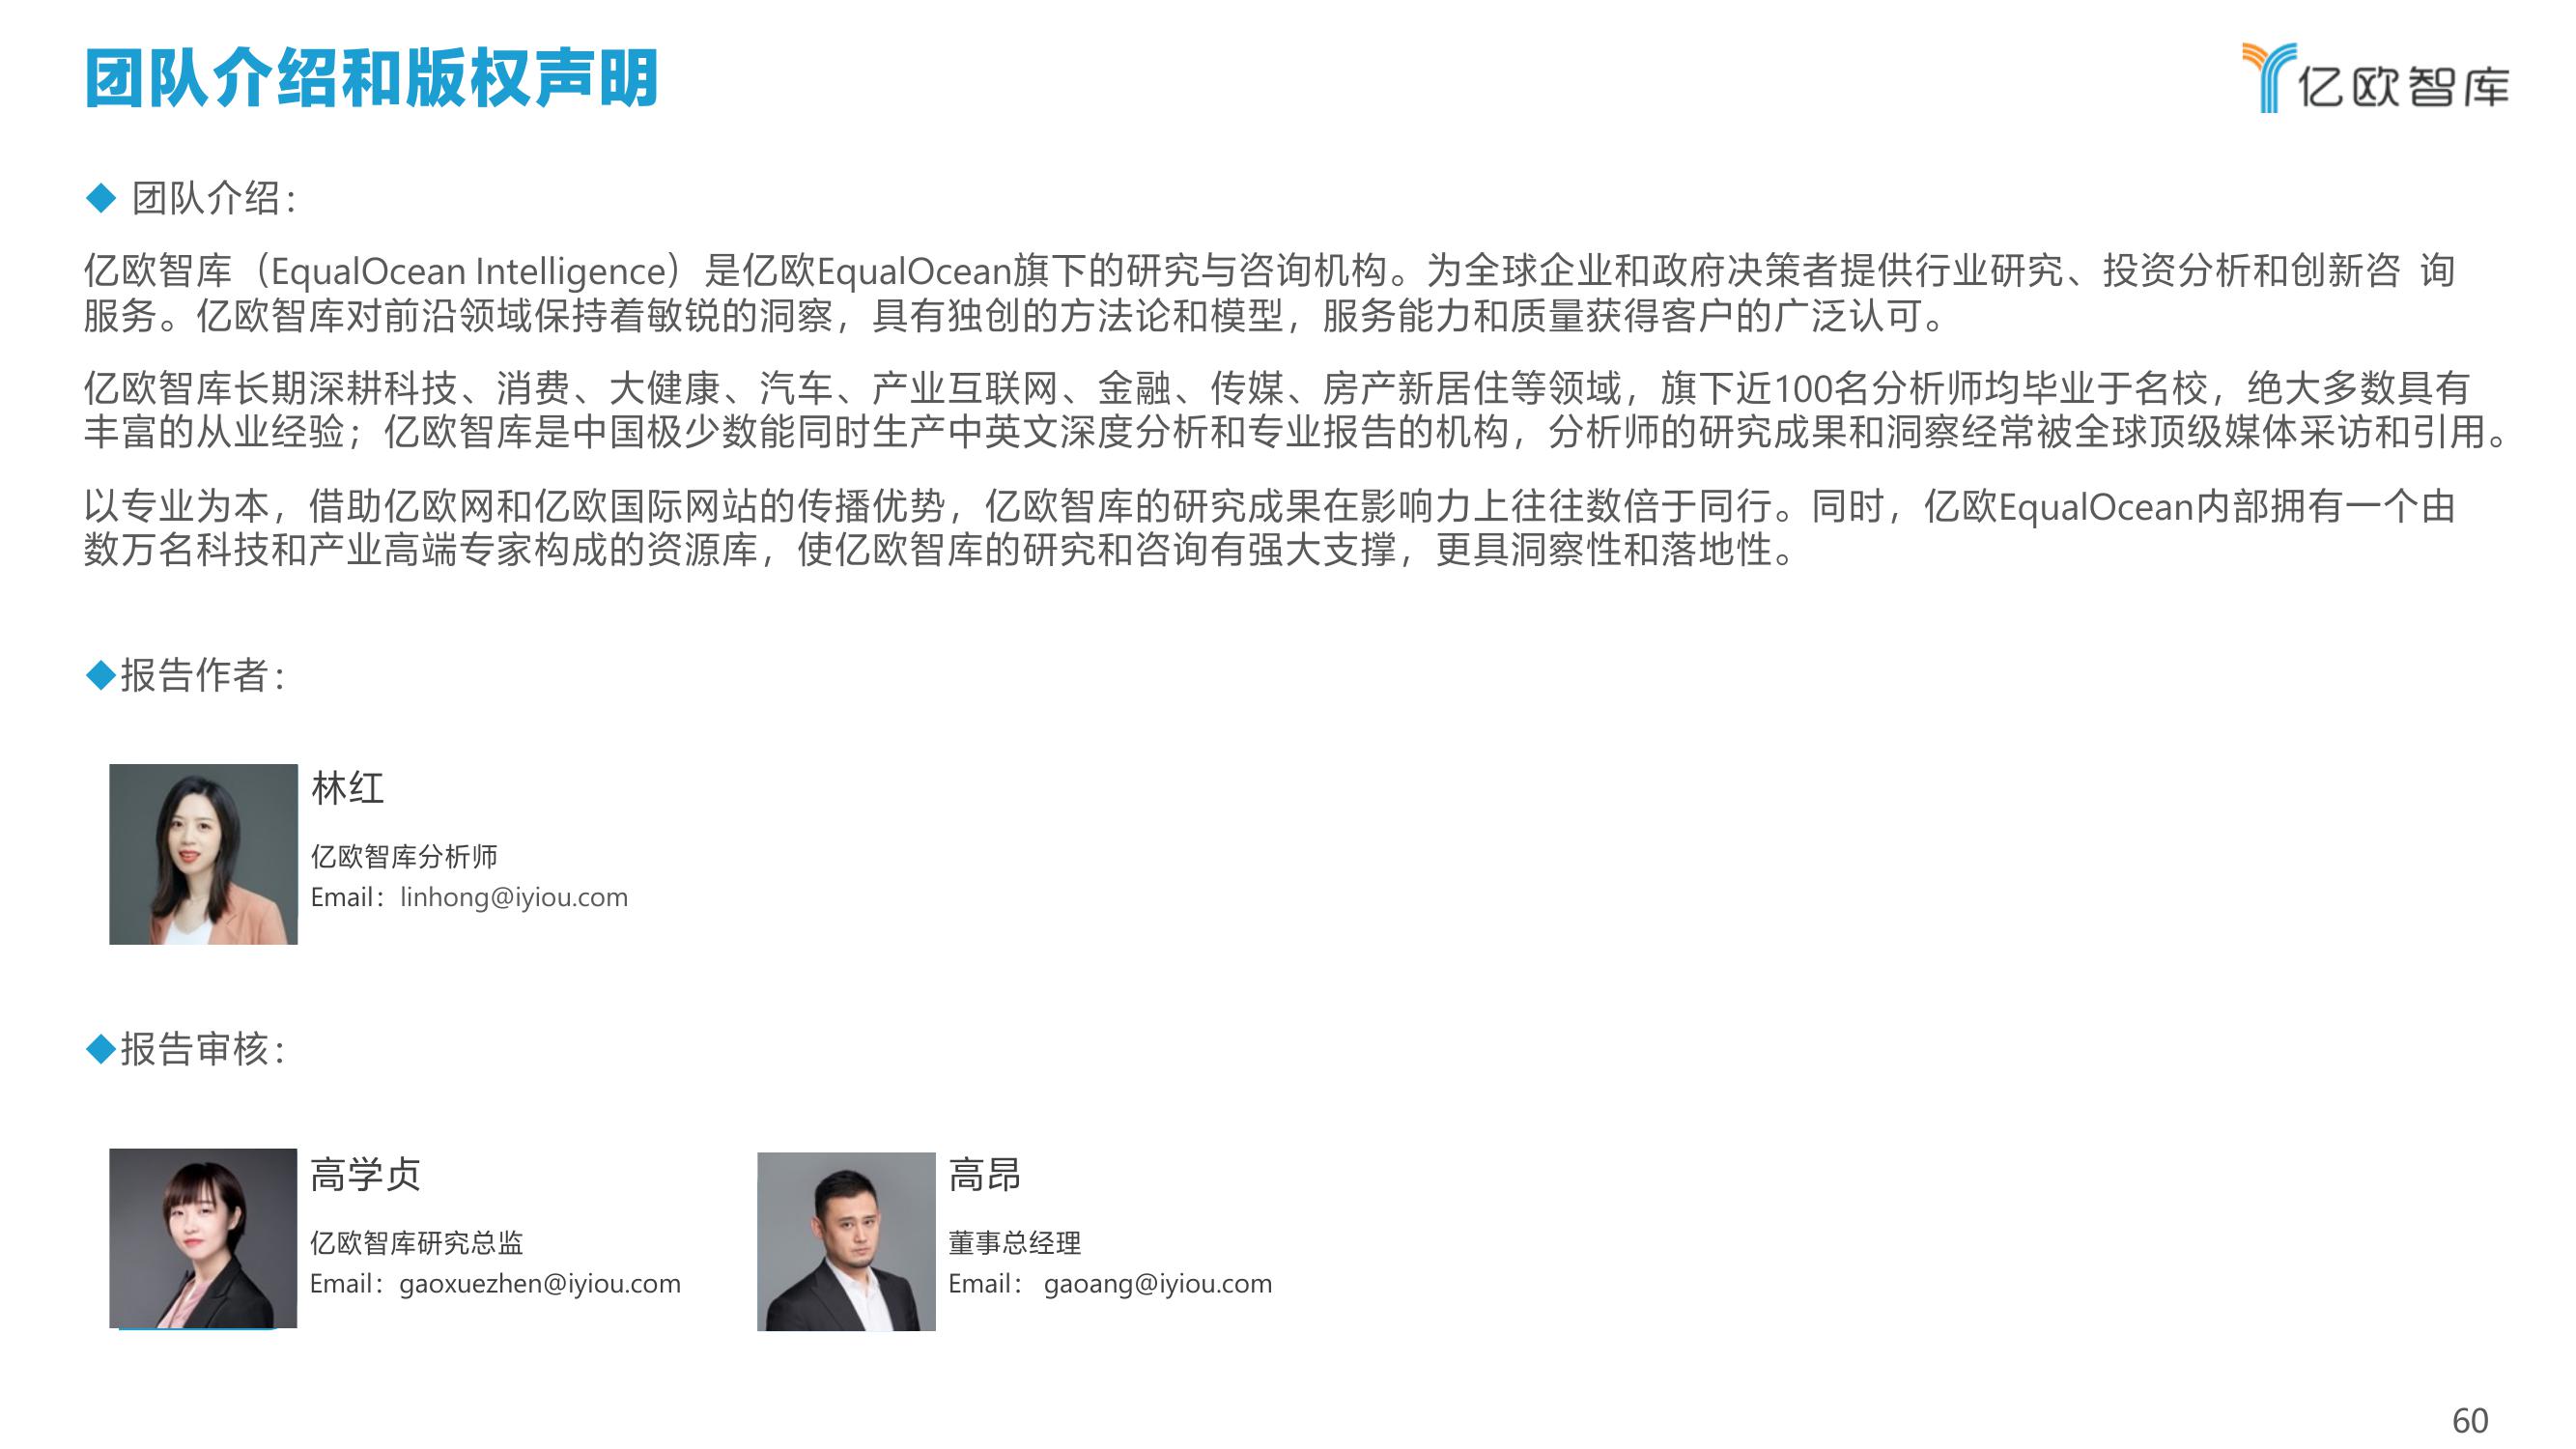 团队介绍和版权声明
亿欧智库
团队介绍：
亿欧智库（EqualOcean Intelligence）是亿欧EqualOcean旗下的研究与咨询机构。为全球企业和政府决策者提供行业研究、投资分析和创新咨 询
服务。亿欧智库对前沿领域保持着敏锐的洞察，具有独创的方法论和模型，服务能力和质量获得客户的广泛认可。
亿欧智库长期深耕科技、消费、大健康、汽车、产业互联网、金融、传媒、房产新居住等领域，旗下近100名分析师均毕业于名校，绝大多数具有
丰富的从业经验；亿欧智库是中国极少数能同时生产中英文深度分析和专业报告的机构，分析师的研究成果和洞察经常被全球顶级媒体采访和引用。
以专业为本，借助亿欧网和亿欧国际网站的传播优势，亿欧智库的研究成果在影响力上往往数倍于同行。同时，亿欧EqualOcean内部拥有一个由
数万名科技和产业高端专家构成的资源库，使亿欧智库的研究和咨询有强大支撑，更具洞察性和落地性。
报告作者：
林红
亿欧智库分析师
Email：linhong@iyiou.com
报告审核：
高学贞
亿欧智库研究总监
Email：gaoxuezhen@iyiou.com
高昂
董事总经理
Email： gaoang@iyiou.com
60